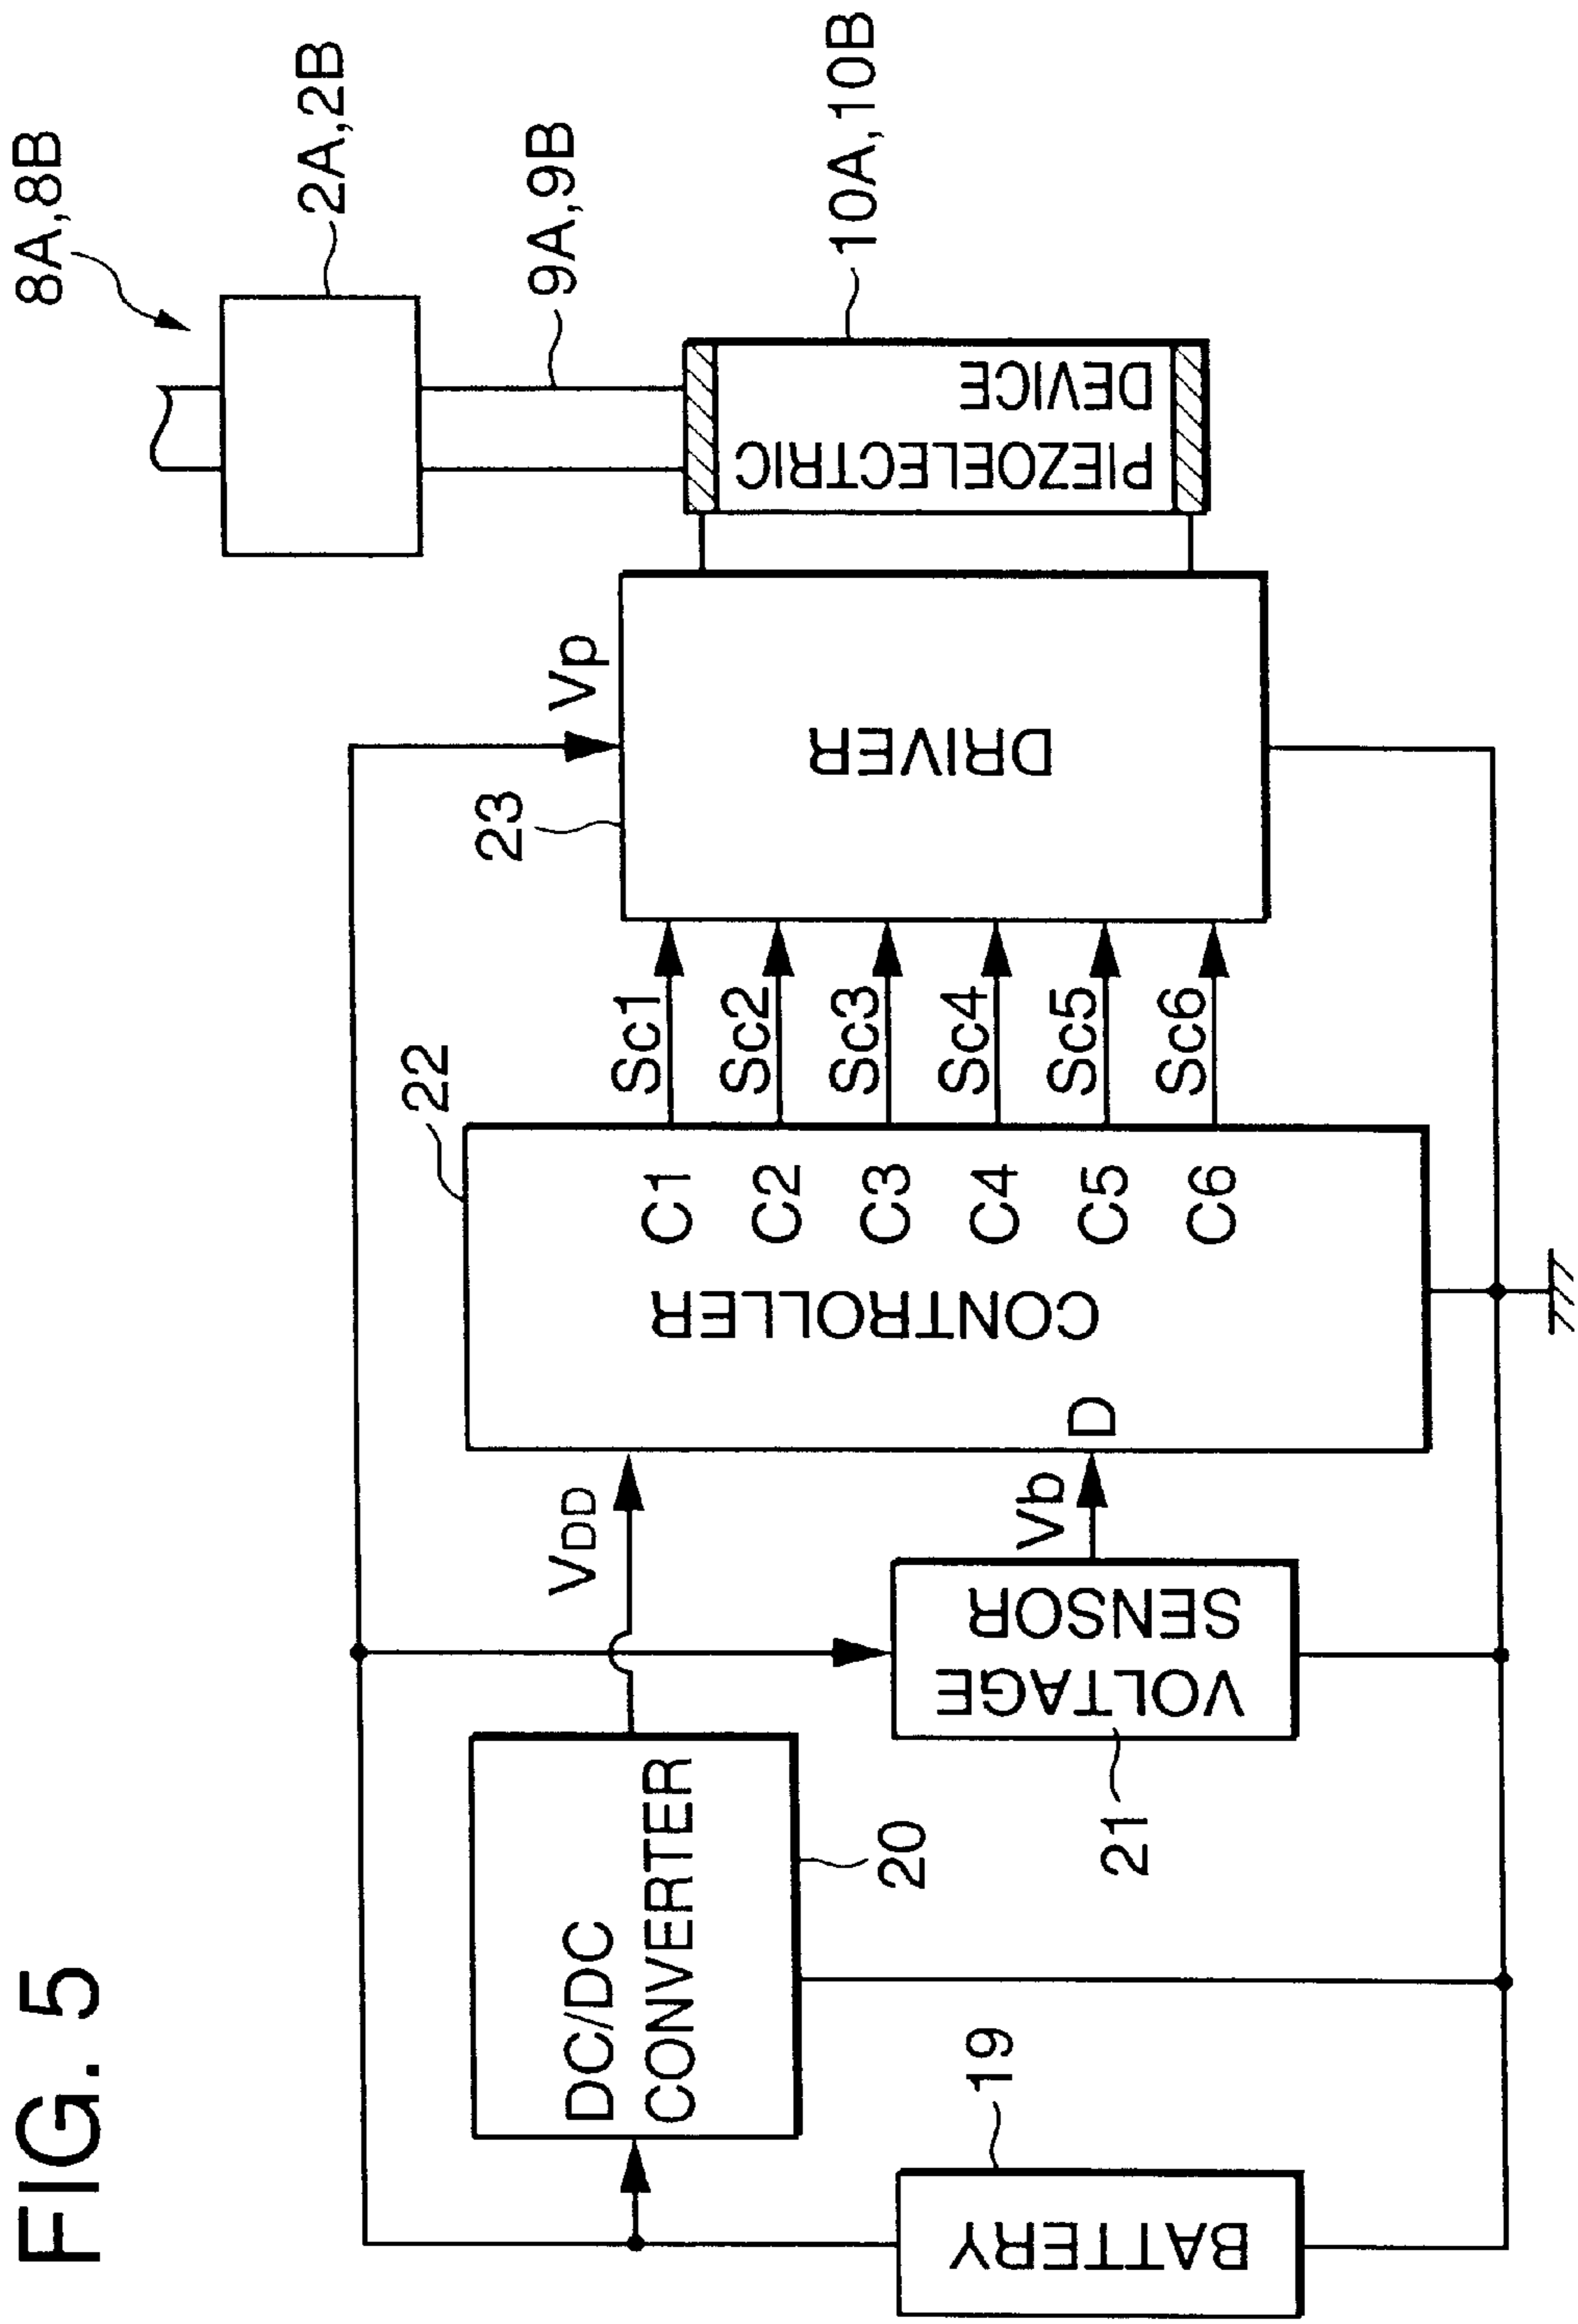 FIG. 5
8A,8B
2A,2B
9A,9B
10A,10B
PIEZOELECTRIC
DEVICE
Vp
23
DRIVER
Sc1
Sc2
Sc3
Sc4
Sc5
Sc6
22
C1
C2
C3
C4
C5
C6
CONTROLLER
D
VDD
Vb
VOLTAGE
SENSOR
21
DC/DC
CONVERTER
20
19
BATTERY